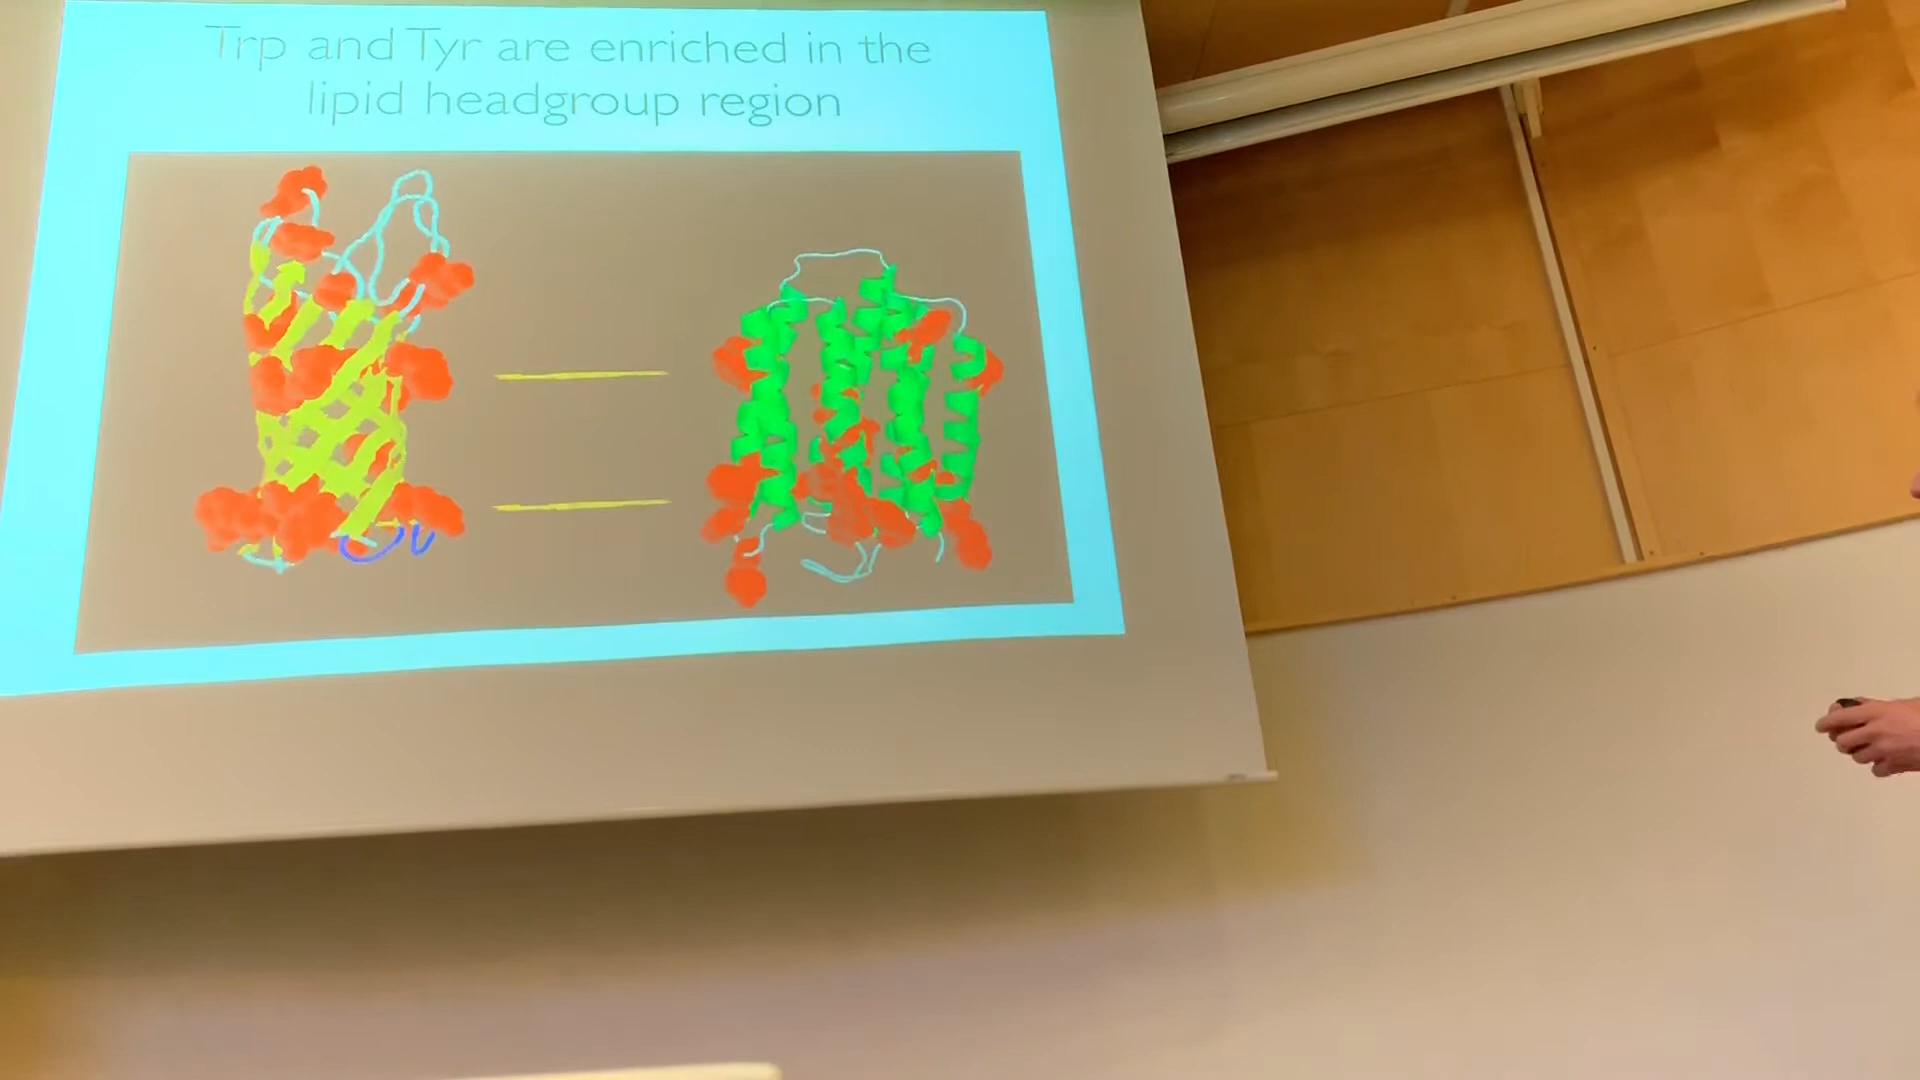 Trp and Tyr are enriched in the
lipid headgroup region